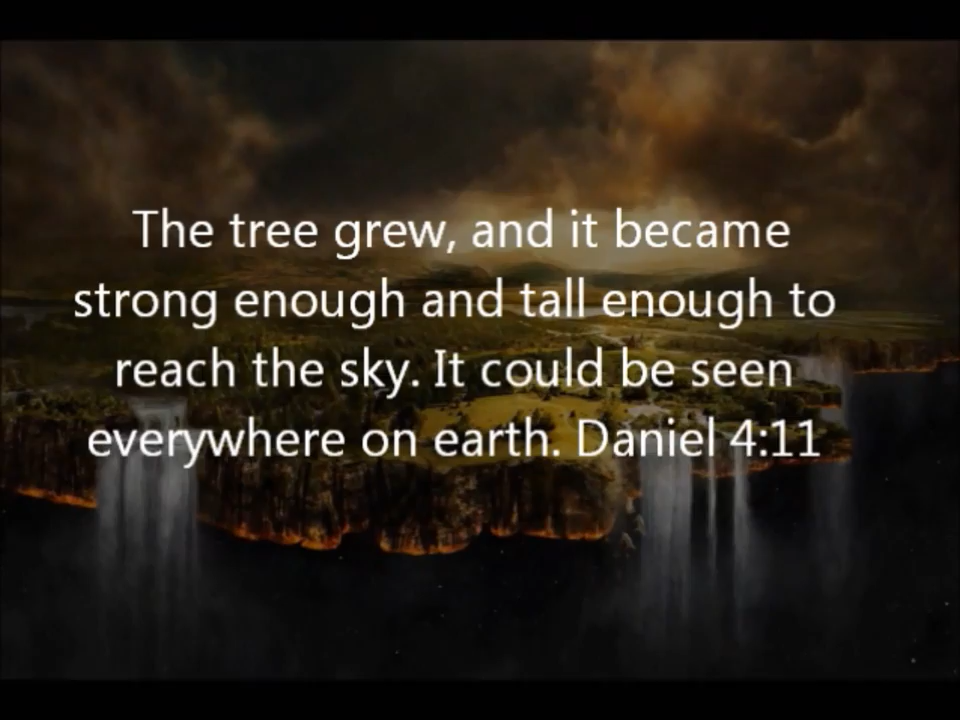 The tree grew, and it became
strong enough and tall enough to
reach the sky. It could be seen
everywhere on earth. Daniel 4:11